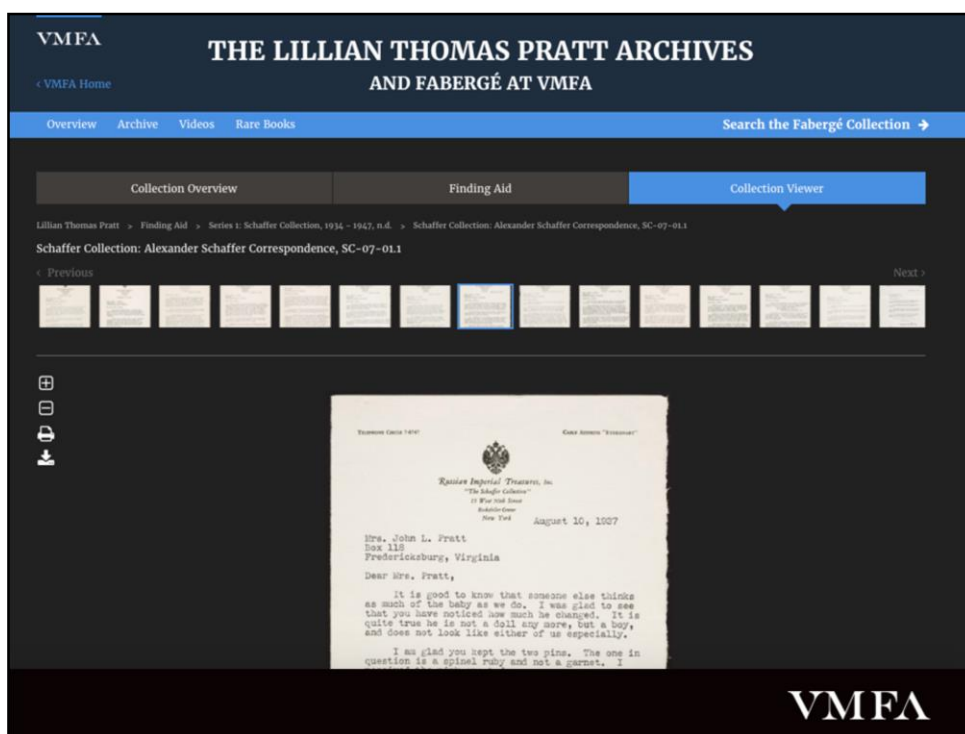 VMFA
THE LILLIAN THOMAS PRATT ARCHIVES
< VMFA Home
AND FABERGÉ AT VMFA
Overview Archive Videos Rare Books Search the Fabergé Collection →
Collection Overview Finding Aid Collection Viewer
Lillian Thomas Pratt > Finding Aid > Series 1: Schaffer Collection, 1934 - 1947, n.d. > Schaffer Collection: Alexander Schaffer Correspondence, SC-07-01.1
Schaffer Collection: Alexander Schaffer Correspondence, SC-07-01.1
< Previous Next >
Russian Imperial Treasures, Inc.
"The Schaffer Collection"
New York
August 10, 1937
Mrs. John L. Pratt
Box 118
Fredericksburg, Virginia
Dear Mrs. Pratt,
It is good to know that someone else thinks
as much of the baby as we do. I was glad to see
that you have noticed how much he changed. It is
quite true he is not a doll any more, but a boy,
and does not look like either of us especially.
I am glad you kept the two pins. The one in
question is a spinel ruby and not a garnet. I
VMFA